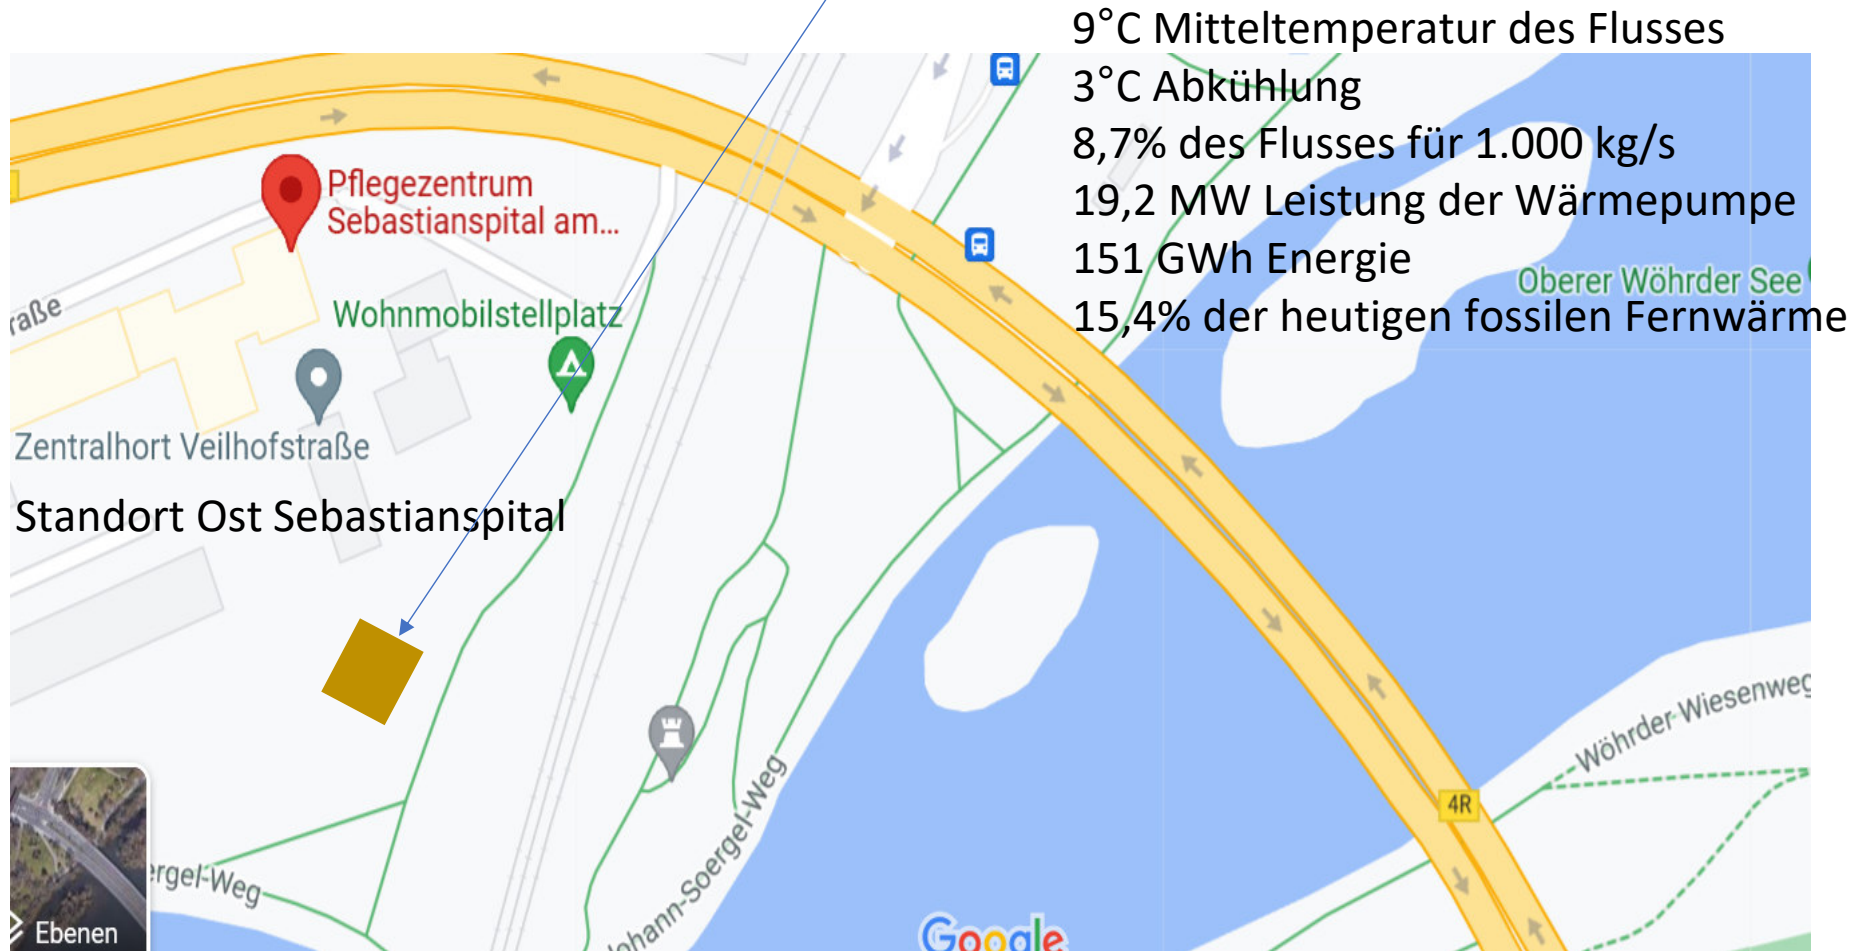 9°C Mitteltemperatur des Flusses
3°C Abkühlung
8,7% des Flusses für 1.000 kg/s
19,2 MW Leistung der Wärmepumpe
151 GWh Energie
15,4% der heutigen fossilen Fernwärme
Pflegezentrum
Sebastianspital am...
Oberer Wöhrder See
raße
Wohnmobilstellplatz
Zentralhort Veilhofstraße
Standort Ost Sebastianspital
Wöhrder-Wiesenweg
4R
ergel-Weg
ohann-Soergel-Weg
Ebenen
Google